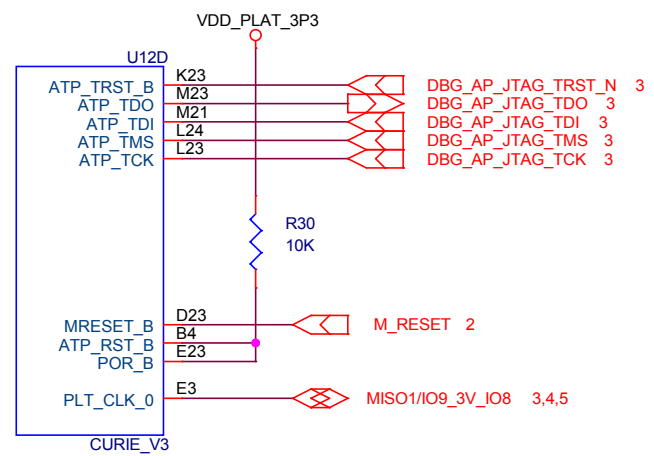 VDD_PLAT_3P3
U12D
ATP_TRST_B K23 DBG_AP_JTAG_TRST_N 3
ATP_TDO M23 DBG_AP_JTAG_TDO 3
ATP_TDI M21 DBG_AP_JTAG_TDI 3
ATP_TMS L24 DBG_AP_JTAG_TMS 3
ATP_TCK L23 DBG_AP_JTAG_TCK 3
R30
10K
MRESET_B D23 M_RESET 2
ATP_RST_B B4
POR_B E23
PLT_CLK_0 E3 MISO1/IO9_3V_IO8 3,4,5
CURIE_V3